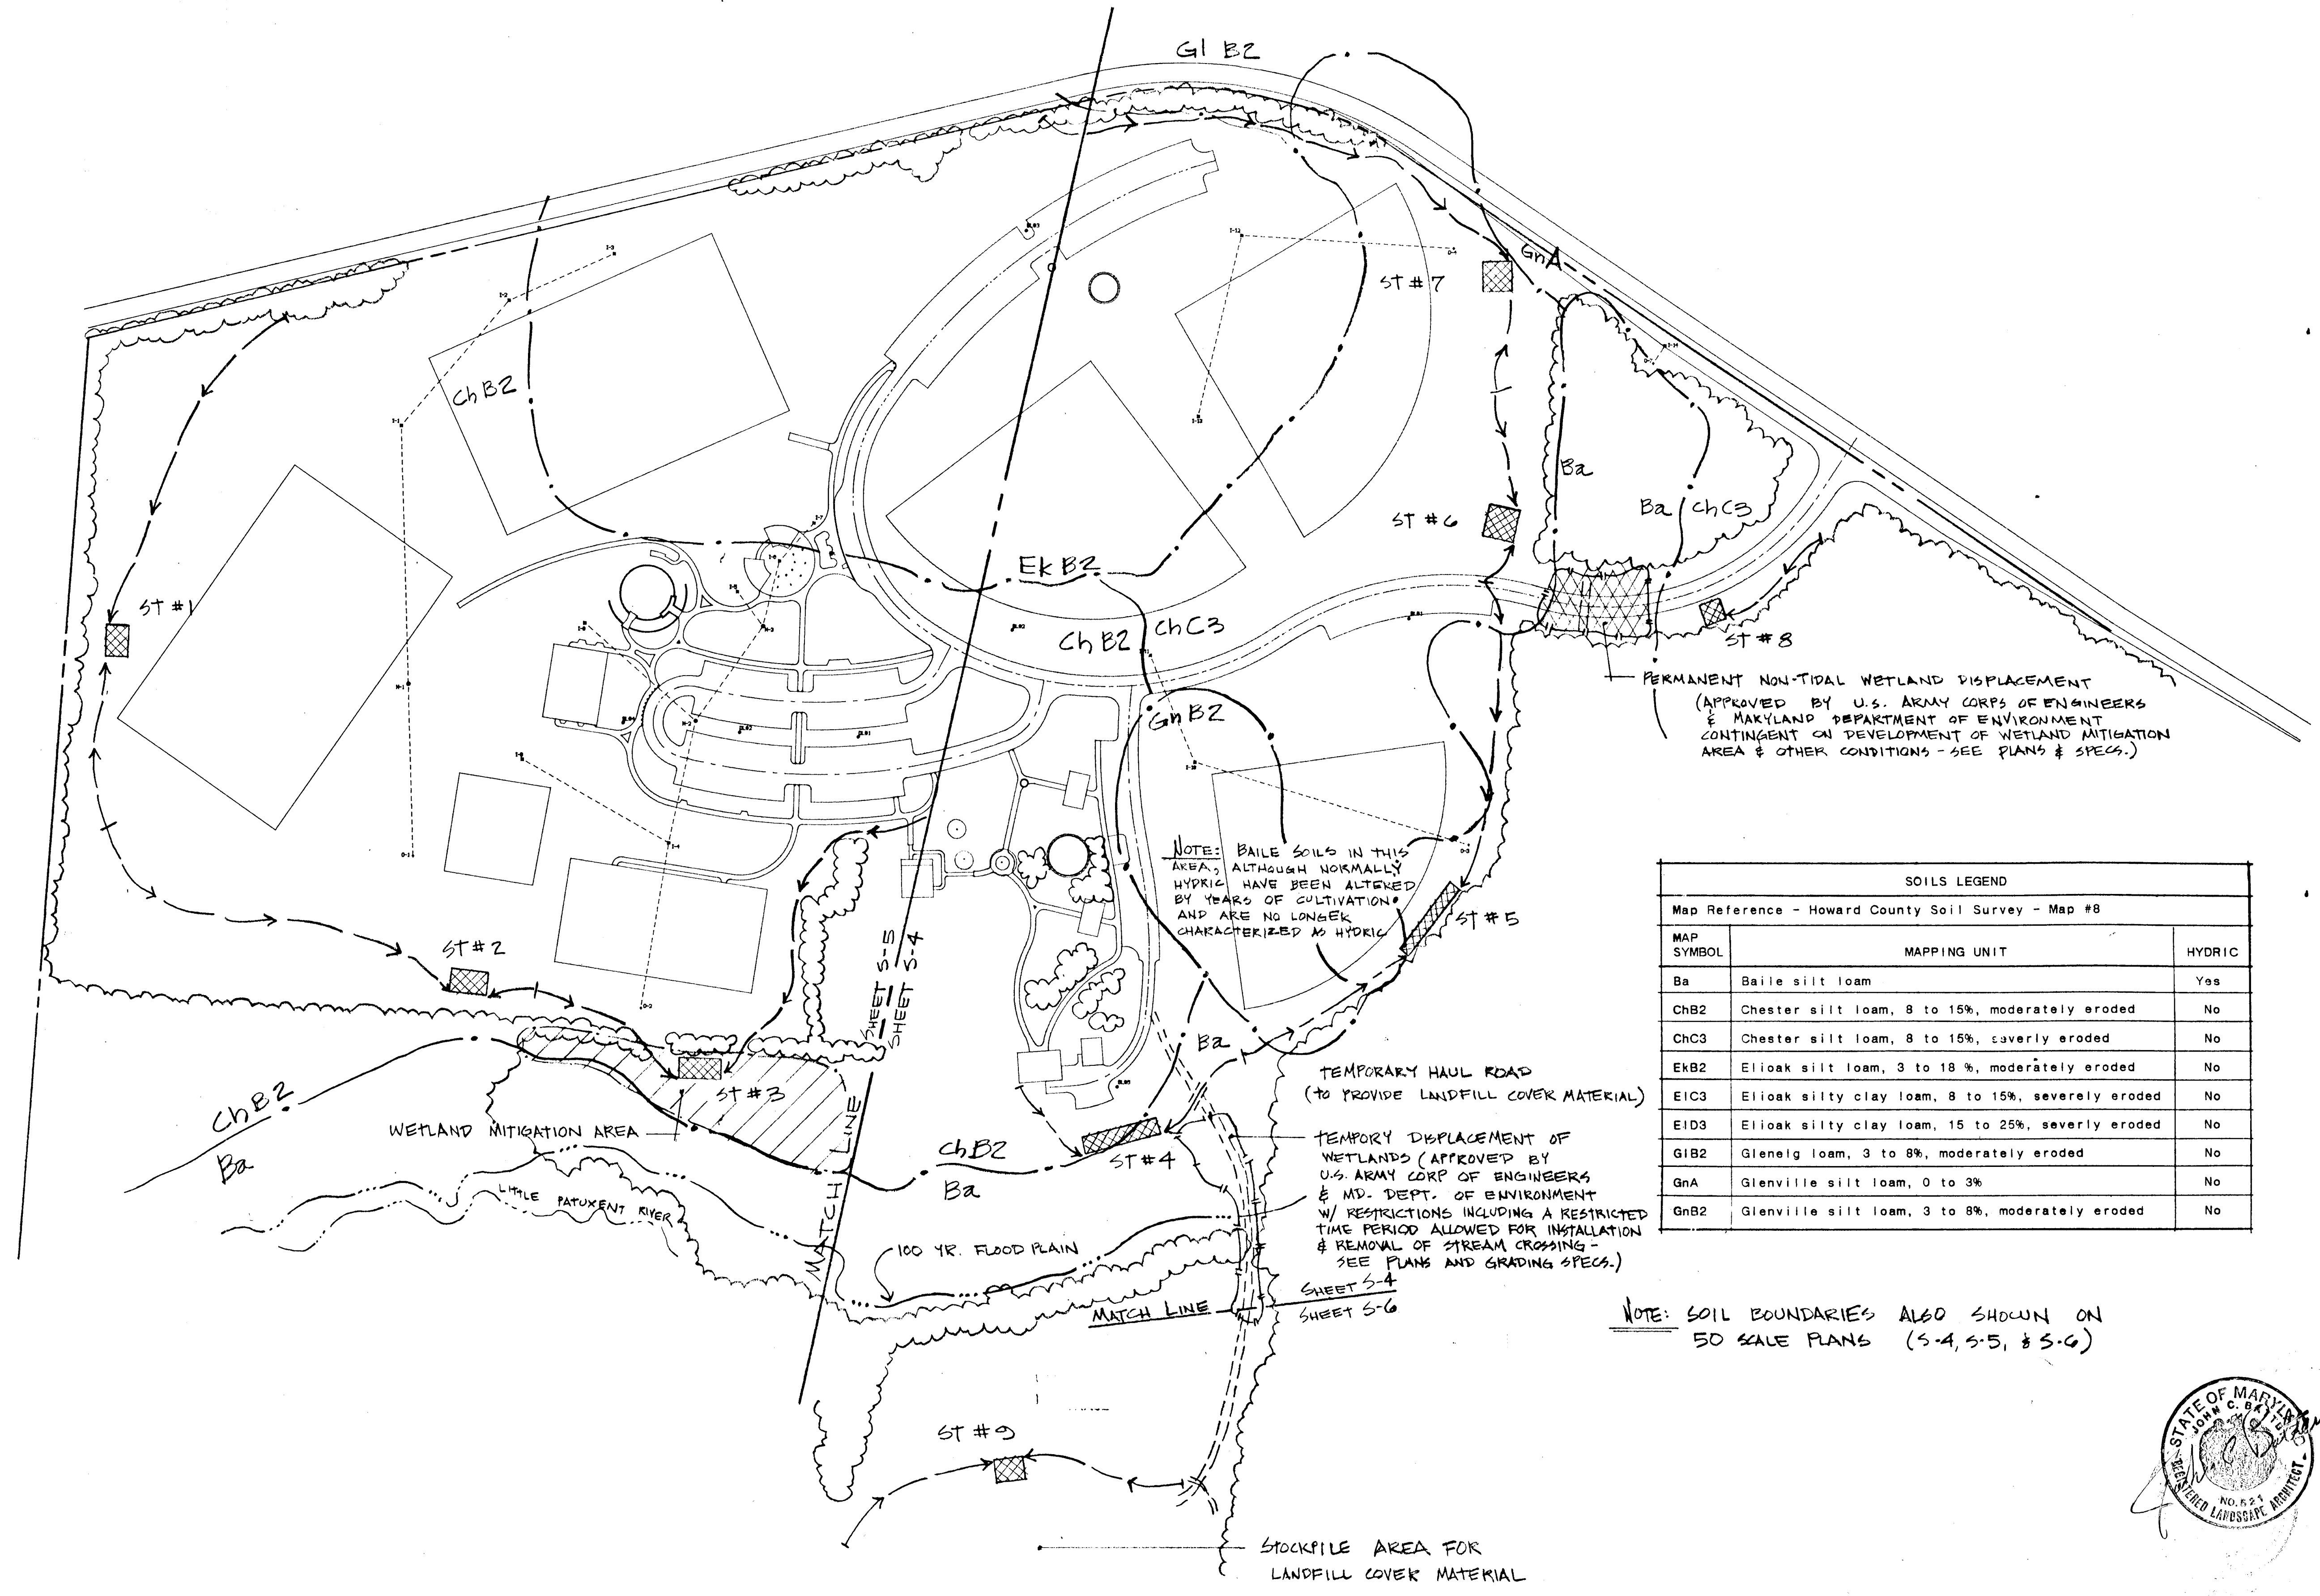 Gl B2
ST #7
GnA
ChB2
Ba
ST #6
Ba ChC3
EkB2
ST #1
ChB2 ChC3
ST #8
PERMANENT NON-TIDAL WETLAND DISPLACEMENT
(APPROVED BY U.S. ARMY CORPS OF ENGINEERS
& MARYLAND DEPARTMENT OF ENVIRONMENT
CONTINGENT ON DEVELOPMENT OF WETLAND MITIGATION
AREA & OTHER CONDITIONS - SEE PLANS & SPECS.)
GnB2
NOTE: BAILE SOILS IN THIS
AREA, ALTHOUGH NORMALLY
HYDRIC HAVE BEEN ALTERED
BY YEARS OF CULTIVATION
AND ARE NO LONGER
CHARACTERIZED AS HYDRIC
ST #5
ST #2
SHEET S-5
SHEET S-4
SOILS LEGEND
Map Reference - Howard County Soil Survey - Map #8
MAP SYMBOL MAPPING UNIT HYDRIC
Ba Baile silt loam Yes
ChB2 Chester silt loam, 8 to 15%, moderately eroded No
ChC3 Chester silt loam, 8 to 15%, saverly eroded No
EkB2 Elioak silt loam, 3 to 18 %, moderately eroded No
EIC3 Elioak silty clay loam, 8 to 15%, severely eroded No
EID3 Elioak silty clay loam, 15 to 25%, severly eroded No
GIB2 Glenelg loam, 3 to 8%, moderately eroded No
GnA Glenville silt loam, 0 to 3% No
GnB2 Glenville silt loam, 3 to 8%, moderately eroded No
Ba
TEMPORARY HAUL ROAD
(TO PROVIDE LANDFILL COVER MATERIAL)
ST #3
ChB2
Ba
WETLAND MITIGATION AREA
MATCH LINE
ChB2
Ba
ST #4
TEMPORY DISPLACEMENT OF
WETLANDS (APPROVED BY
U.S. ARMY CORP OF ENGINEERS
& MD. DEPT. OF ENVIRONMENT
W/ RESTRICTIONS INCLUDING A RESTRICTED
TIME PERIOD ALLOWED FOR INSTALLATION
& REMOVAL OF STREAM CROSSING -
SEE PLANS AND GRADING SPECS.)
LITTLE PATUXENT RIVER
100 YR. FLOOD PLAIN
MATCH LINE
SHEET S-4
SHEET S-6
NOTE: SOIL BOUNDARIES ALSO SHOWN ON
50 SCALE PLANS (S-4, S-5, & S-6)
ST #9
STOCKPILE AREA FOR
LANDFILL COVER MATERIAL
STATE OF MARYLAND
JOHN C.
NO. 521
REGISTERED LANDSCAPE ARCHITECT